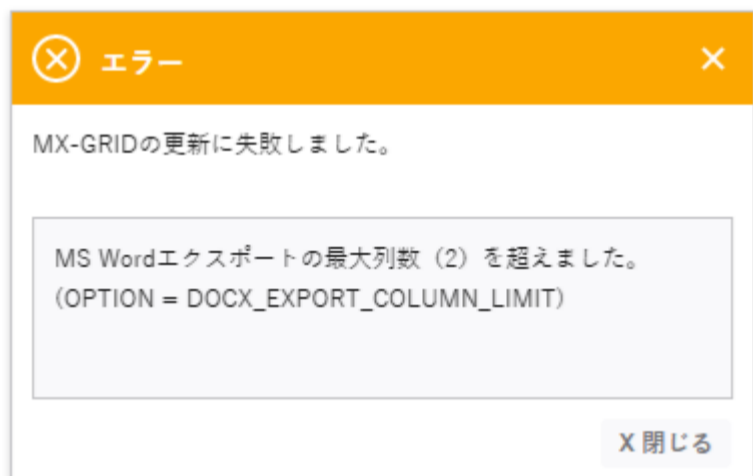 エラー
MX-GRIDの更新に失敗しました。
MS Wordエクスポートの最大列数（2）を超えました。
(OPTION = DOCX_EXPORT_COLUMN_LIMIT)
X 閉じる